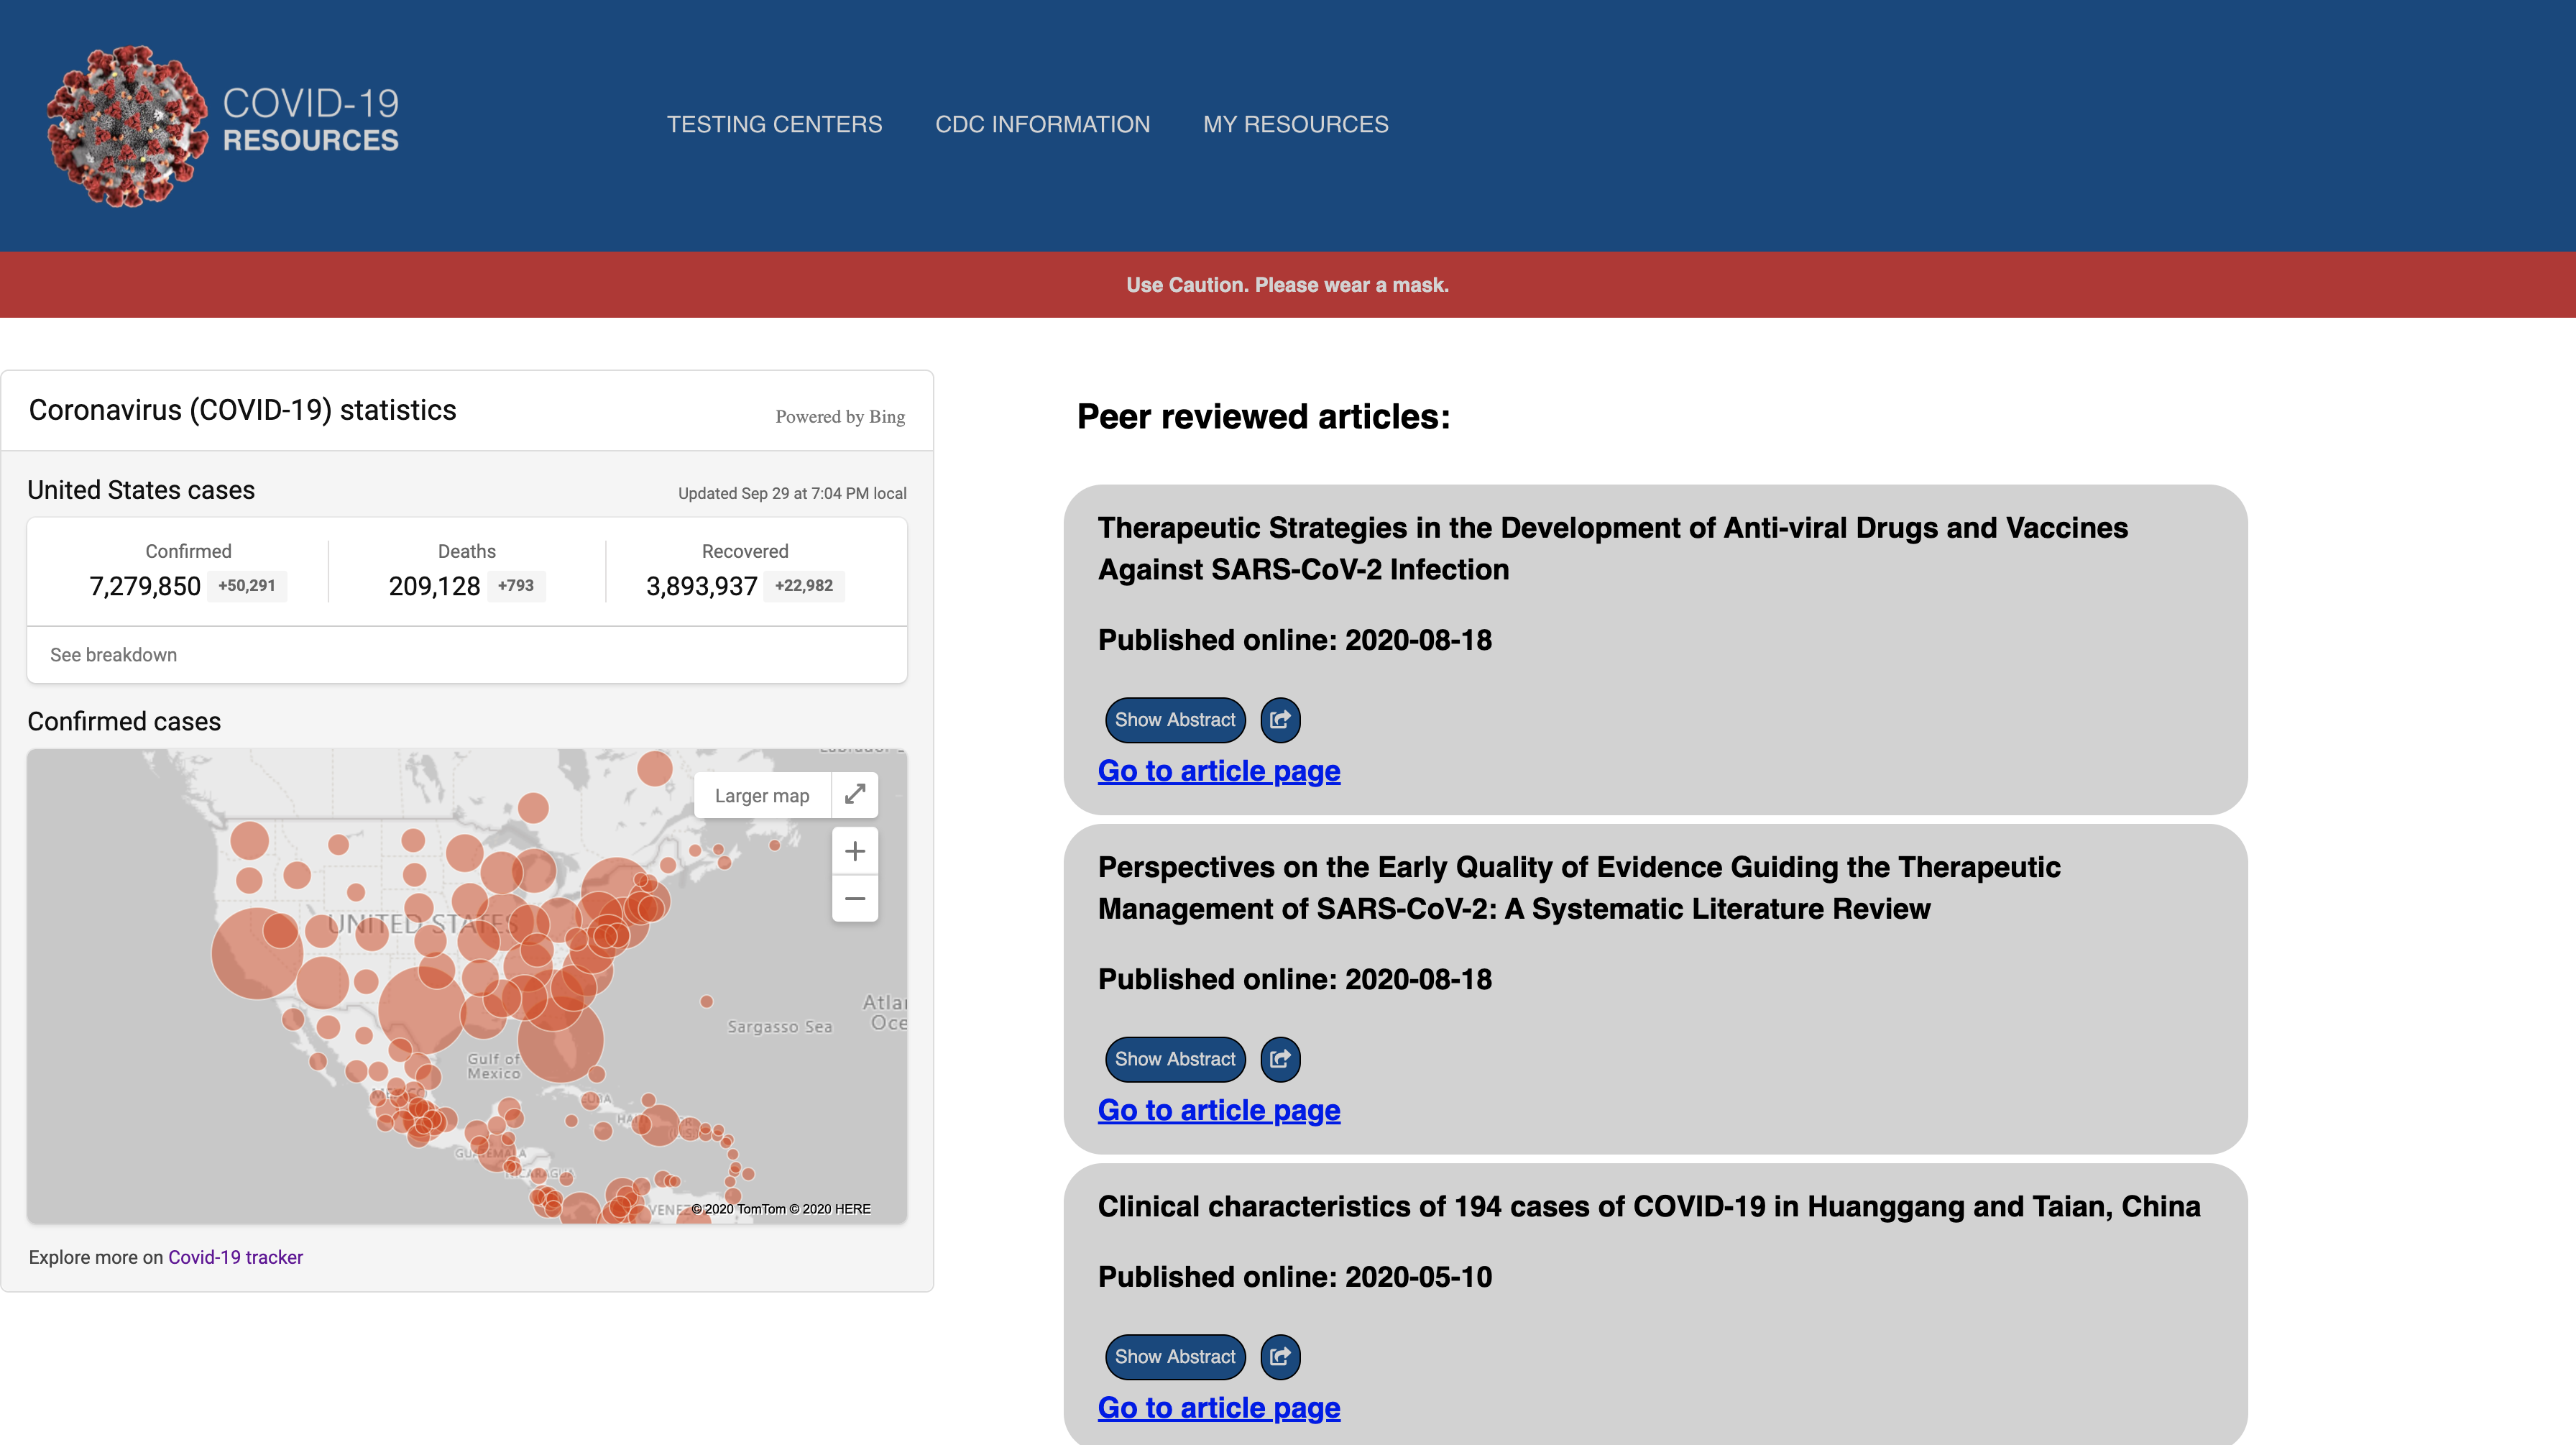 COVID-19
RESOURCES
TESTING CENTERS
CDC INFORMATION
MY RESOURCES
Use Caution. Please wear a mask.
Coronavirus (COVID-19) statistics
Powered by Bing
United States cases
Updated Sep 29 at 7:04 PM local
Confirmed
7,279,850 +50,291
Deaths
209,128 +793
Recovered
3,893,937 +22,982
See breakdown
Confirmed cases
Larger map
UNITED STATES
Sargasso Sea
Gulf of
Mexico
CUBA
GUATEMALA
NICARAGUA
© 2020 TomTom © 2020 HERE
Explore more on Covid-19 tracker
Peer reviewed articles:
Therapeutic Strategies in the Development of Anti-viral Drugs and Vaccines
Against SARS-CoV-2 Infection
Published online: 2020-08-18
Show Abstract
Go to article page
Perspectives on the Early Quality of Evidence Guiding the Therapeutic
Management of SARS-CoV-2: A Systematic Literature Review
Published online: 2020-08-18
Show Abstract
Go to article page
Clinical characteristics of 194 cases of COVID-19 in Huanggang and Taian, China
Published online: 2020-05-10
Show Abstract
Go to article page